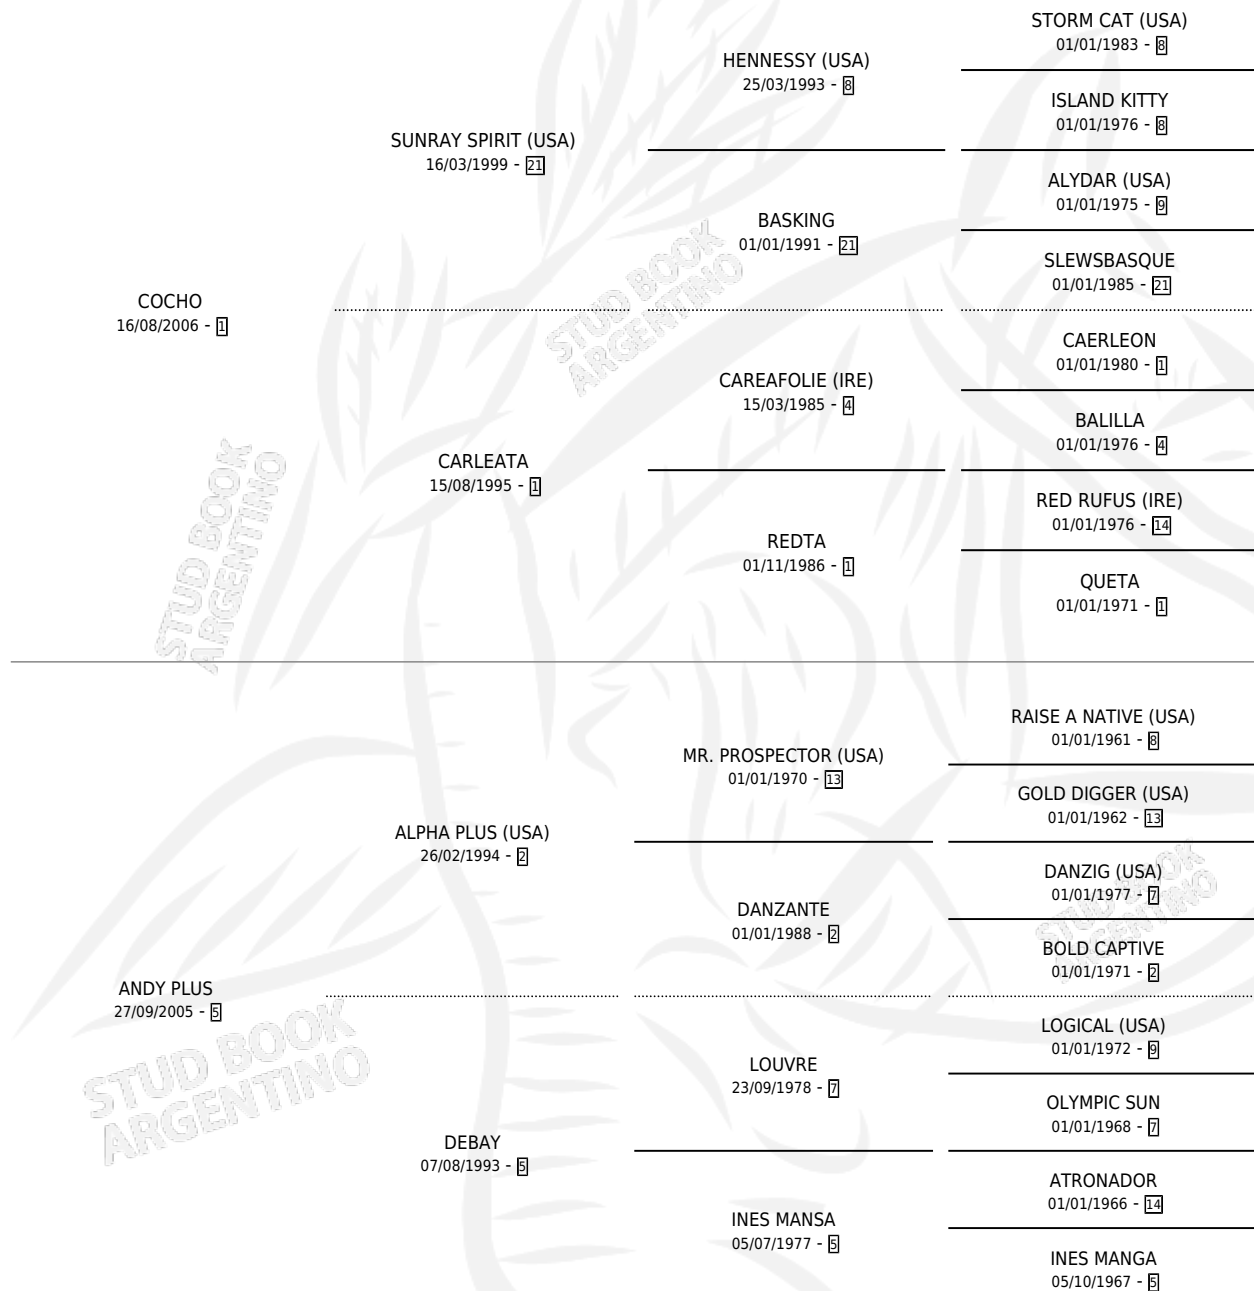 STORM CAT (USA)
01/01/1983 - 8
HENNESSY (USA)
25/03/1993 - 8
ISLAND KITTY
01/01/1976 - 8
SUNRAY SPIRIT (USA)
16/03/1999 - 21
ALYDAR (USA)
01/01/1975 - 9
BASKING
01/01/1991 - 21
SLEWSBASQUE
01/01/1985 - 21
COCHO
16/08/2006 - 1
CAERLEON
01/01/1980 - 1
CAREAFOLIE (IRE)
15/03/1985 - 4
BALILLA
01/01/1976 - 4
CARLEATA
15/08/1995 - 1
RED RUFUS (IRE)
01/01/1976 - 14
REDTA
01/11/1986 - 1
QUETA
01/01/1971 - 1
RAISE A NATIVE (USA)
01/01/1961 - 8
MR. PROSPECTOR (USA)
01/01/1970 - 13
GOLD DIGGER (USA)
01/01/1962 - 13
ALPHA PLUS (USA)
26/02/1994 - 2
DANZIG (USA)
01/01/1977 - 7
DANZANTE
01/01/1988 - 2
BOLD CAPTIVE
01/01/1971 - 2
ANDY PLUS
27/09/2005 - 5
LOGICAL (USA)
01/01/1972 - 9
LOUVRE
23/09/1978 - 7
OLYMPIC SUN
01/01/1968 - 7
DEBAY
07/08/1993 - 5
ATRONADOR
01/01/1966 - 14
INES MANSA
05/07/1977 - 5
INES MANGA
05/10/1967 - 5
STUD BOOK
ARGENTINO
STUD BOOK
ARGENTINO
STUD BOOK
ARGENTINO
STUD BOOK
ARGENTINO